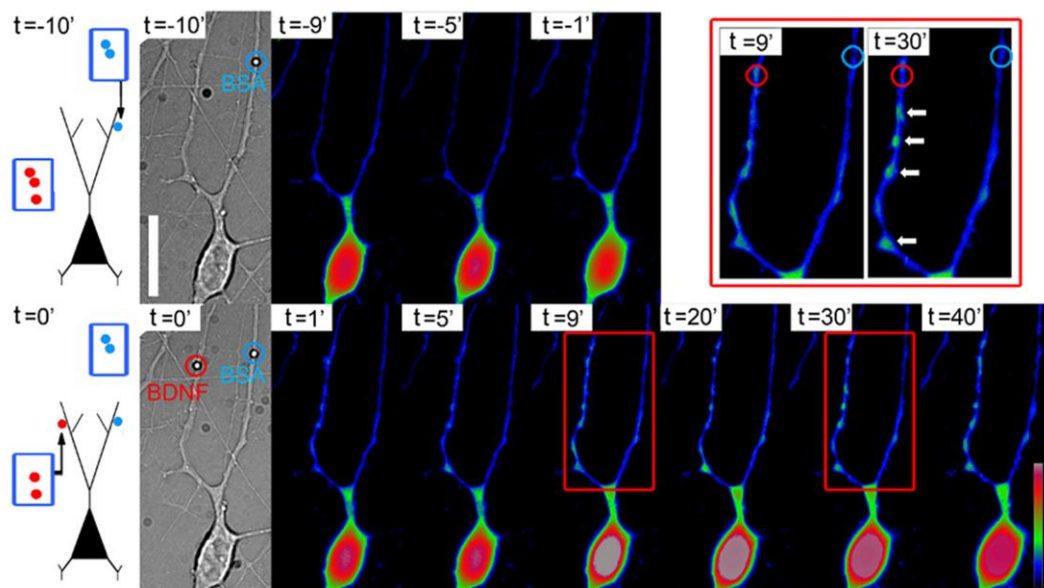 t=-10' t=-10' t=-9' t=-5' t=-1' t=9' t=30'
BSA
t=0' t=0' t=1' t=5' t=9' t=20' t=30' t=40'
BDNF BSA